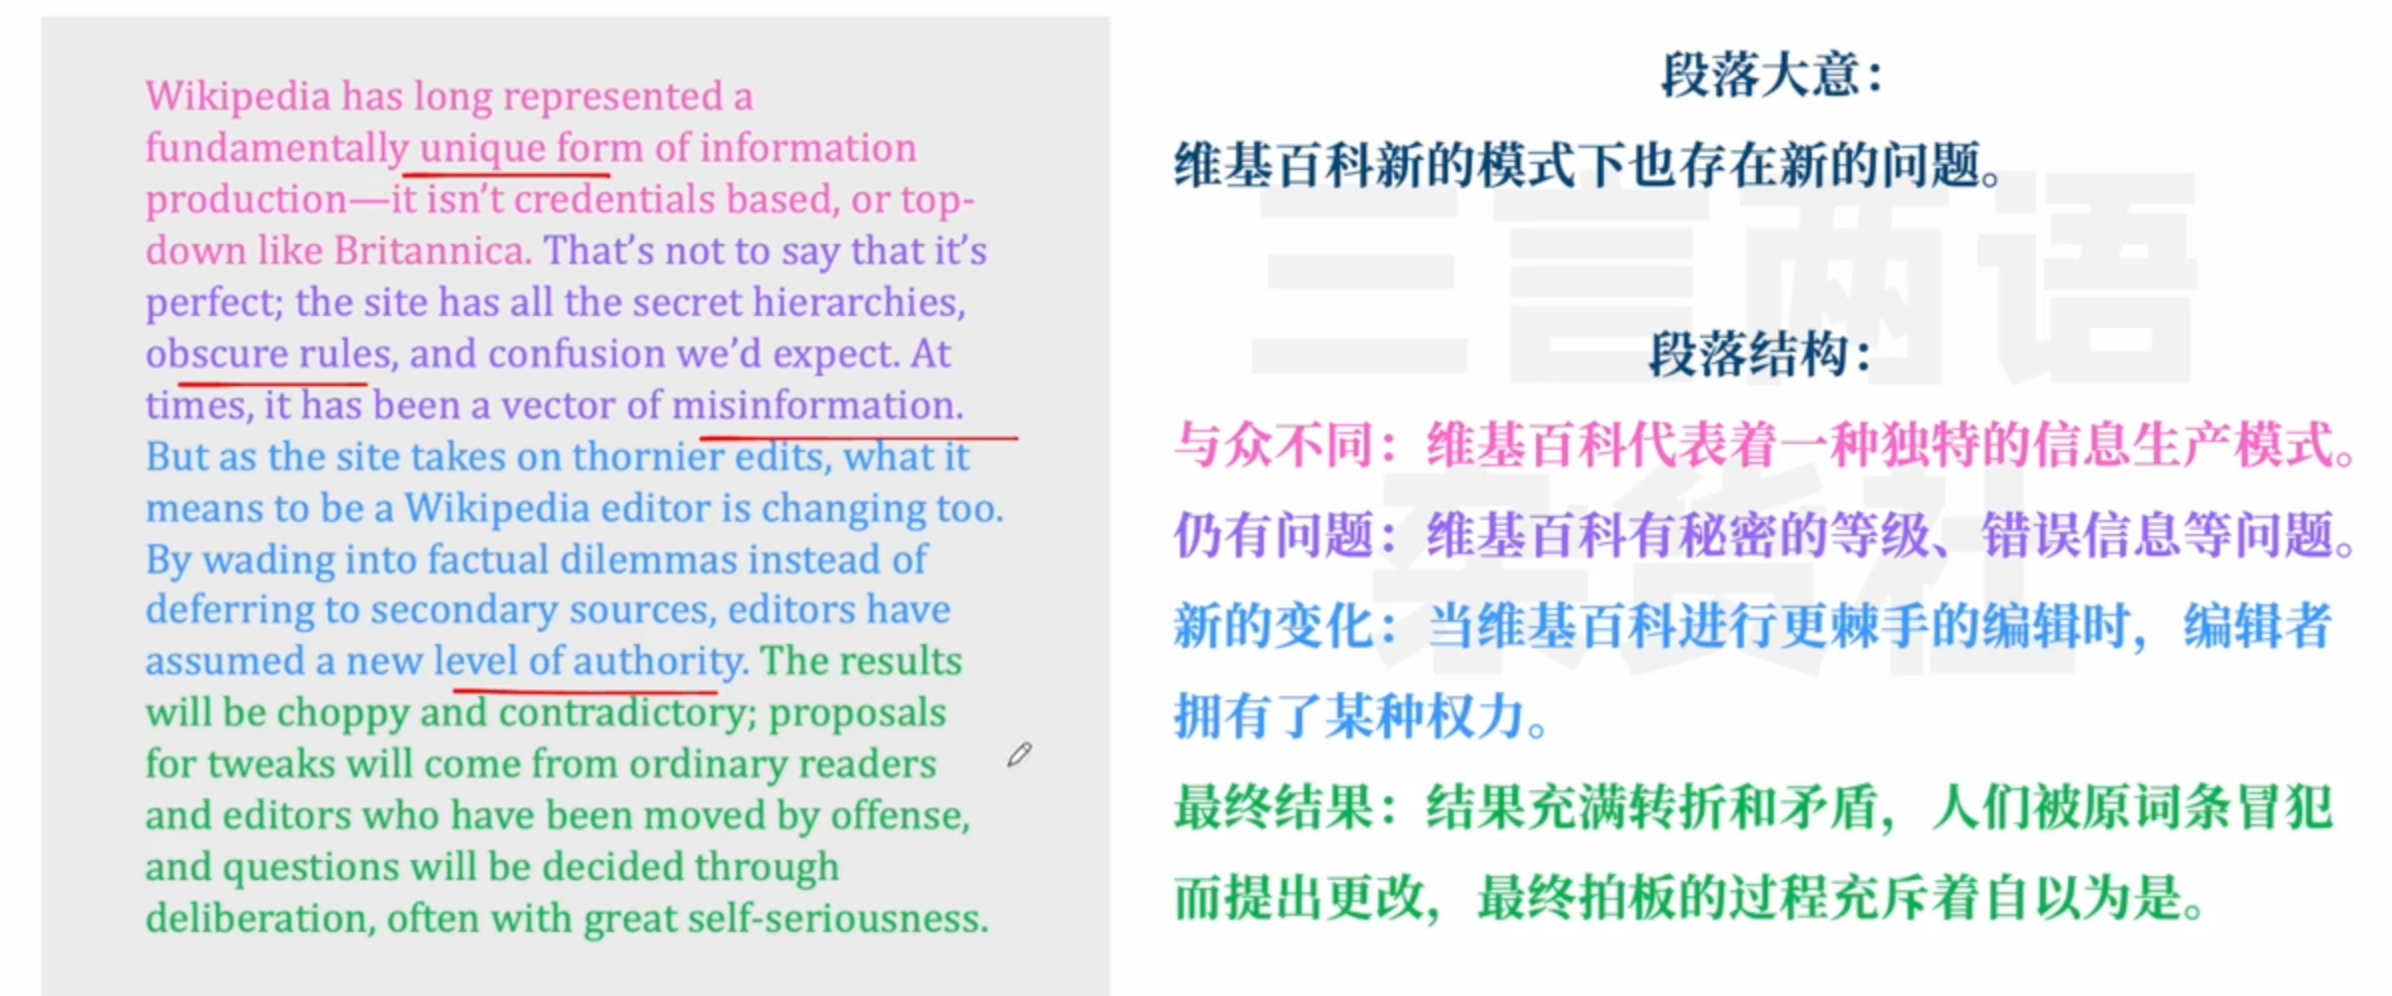 Wikipedia has long represented a
fundamentally unique form of information
production—it isn't credentials based, or top-
down like Britannica. That's not to say that it's
perfect; the site has all the secret hierarchies,
obscure rules, and confusion we'd expect. At
times, it has been a vector of misinformation.
But as the site takes on thornier edits, what it
means to be a Wikipedia editor is changing too.
By wading into factual dilemmas instead of
deferring to secondary sources, editors have
assumed a new level of authority. The results
will be choppy and contradictory; proposals
for tweaks will come from ordinary readers
and editors who have been moved by offense,
and questions will be decided through
deliberation, often with great self-seriousness.
段落大意：
维基百科新的模式下也存在新的问题。
段落结构：
与众不同：维基百科代表着一种独特的信息生产模式。
仍有问题：维基百科有秘密的等级、错误信息等问题。
新的变化：当维基百科进行更棘手的编辑时，编辑者
拥有了某种权力。
最终结果：结果充满转折和矛盾，人们被原词条冒犯
而提出更改，最终拍板的过程充斥着自以为是。
三言两语
杂货社